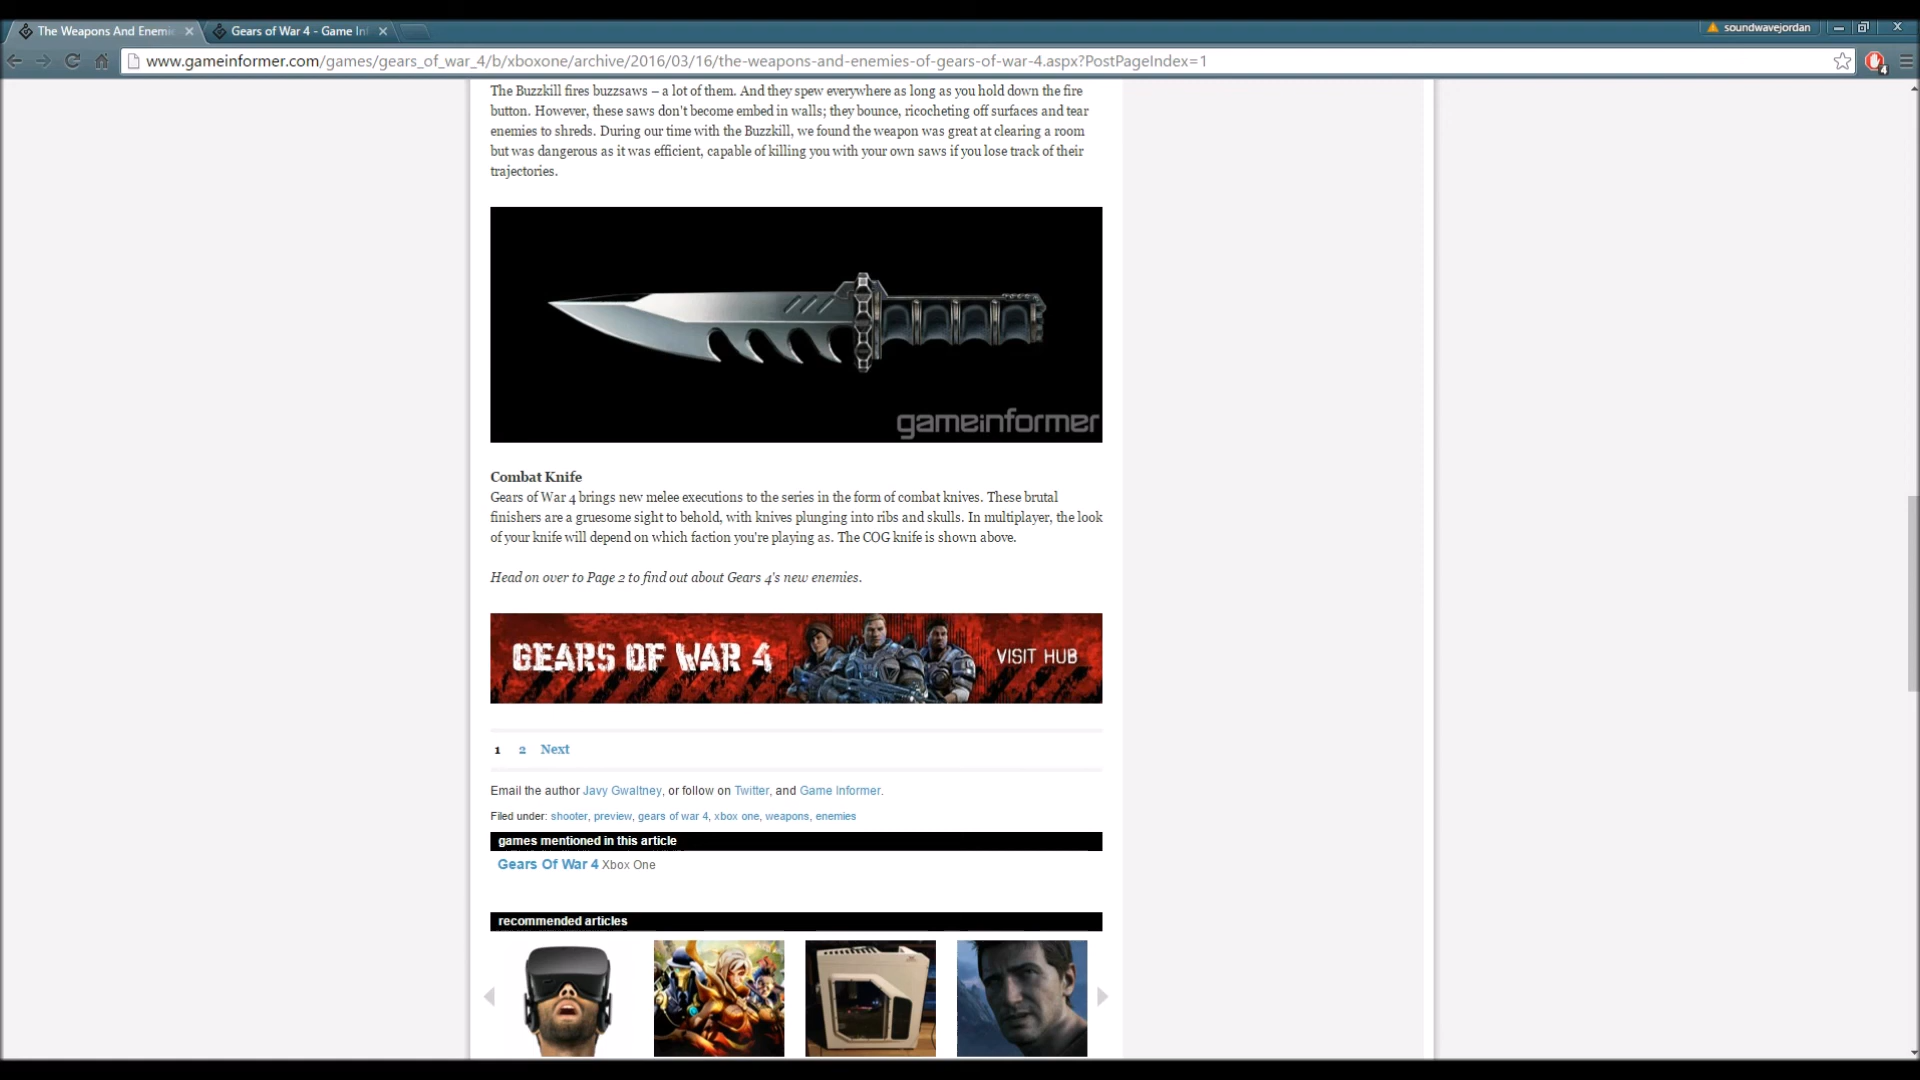 The Weapons And Enemi
Gears of War 4 - Game In
soundwavejordan
www.gameinformer.com/games/gears_of_war_4/b/xboxone/archive/2016/03/16/the-weapons-and-enemies-of-gears-of-war-4.aspx?PostPageIndex=1
4
The Buzzkill fires buzzsaws – a lot of them. And they spew everywhere as long as you hold down the fire
button. However, these saws don't become embed in walls; they bounce, ricocheting off surfaces and tear
enemies to shreds. During our time with the Buzzkill, we found the weapon was great at clearing a room
but was dangerous as it was efficient, capable of killing you with your own saws if you lose track of their
trajectories.
gameinformer
Combat Knife
Gears of War 4 brings new melee executions to the series in the form of combat knives. These brutal
finishers are a gruesome sight to behold, with knives plunging into ribs and skulls. In multiplayer, the look
of your knife will depend on which faction you're playing as. The COG knife is shown above.
Head on over to Page 2 to find out about Gears 4's new enemies.
GEARS OF WAR 4 VISIT HUB
1 2 Next
Email the author Javy Gwaltney, or follow on Twitter, and Game Informer.
Filed under: shooter, preview, gears of war 4, xbox one, weapons, enemies
games mentioned in this article
Gears Of War 4 Xbox One
recommended articles